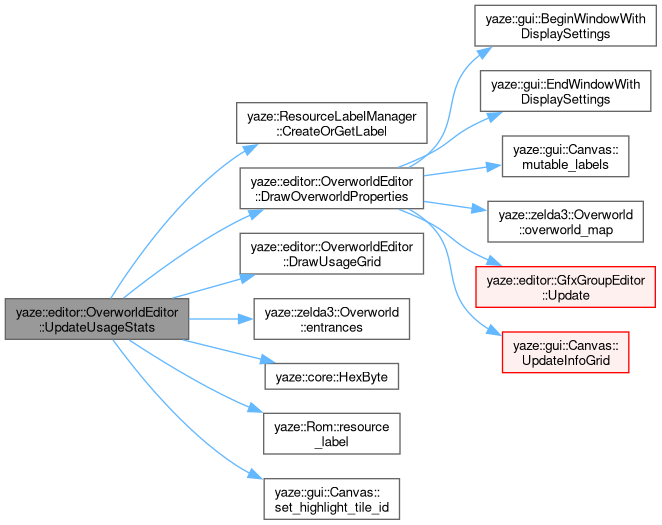 yaze::editor::OverworldEditor
::UpdateUsageStats
yaze::ResourceLabelManager
::CreateOrGetLabel
yaze::editor::OverworldEditor
::DrawOverworldProperties
yaze::editor::OverworldEditor
::DrawUsageGrid
yaze::zelda3::Overworld
::entrances
yaze::core::HexByte
yaze::Rom::resource
_label
yaze::gui::Canvas::
set_highlight_tile_id
yaze::gui::BeginWindowWith
DisplaySettings
yaze::gui::EndWindowWith
DisplaySettings
yaze::gui::Canvas::
mutable_labels
yaze::zelda3::Overworld
::overworld_map
yaze::editor::GfxGroupEditor
::Update
yaze::gui::Canvas::
UpdateInfoGrid